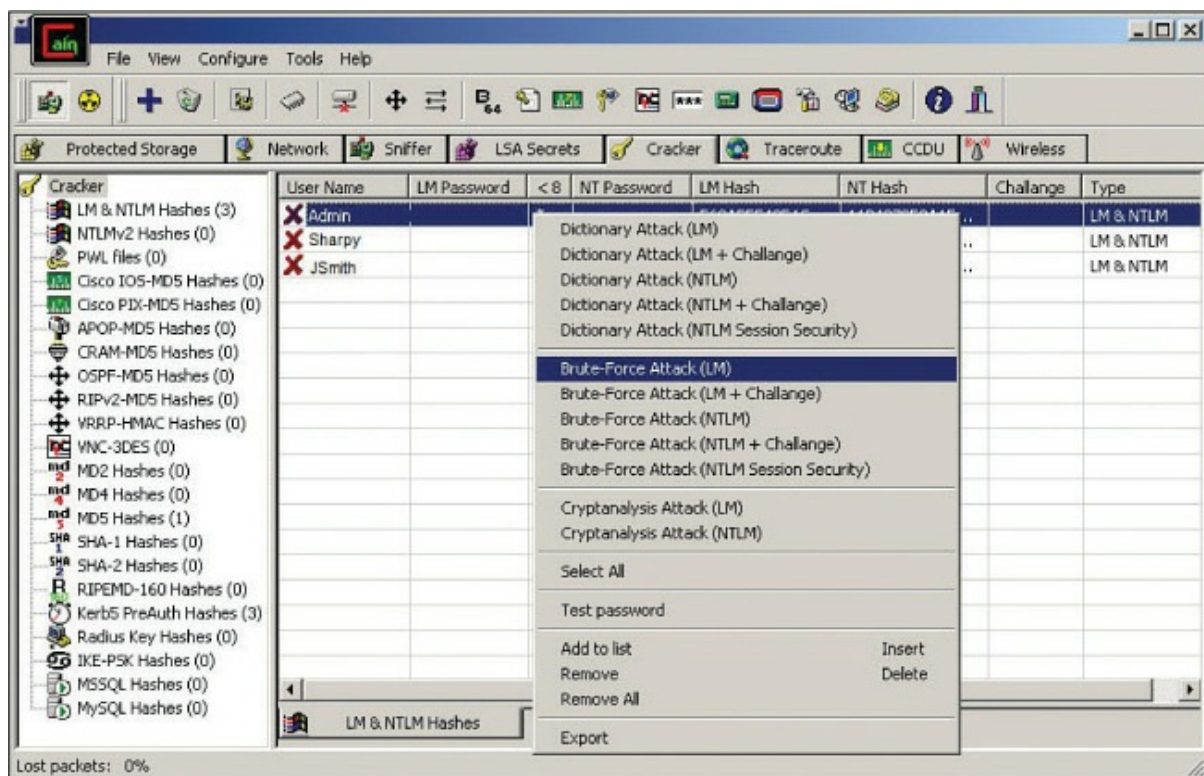 Cain
File View Configure Tools Help
Protected Storage Network Sniffer LSA Secrets Cracker Traceroute CCDU Wireless
Cracker
LM & NTLM Hashes (3)
NTLMv2 Hashes (0)
PWL files (0)
Cisco IOS-MD5 Hashes (0)
Cisco PIX-MD5 Hashes (0)
APOP-MD5 Hashes (0)
CRAM-MD5 Hashes (0)
OSPF-MD5 Hashes (0)
RIPv2-MD5 Hashes (0)
VRRP-HMAC Hashes (0)
VNC-3DES (0)
MD2 Hashes (0)
MD4 Hashes (0)
MD5 Hashes (1)
SHA-1 Hashes (0)
SHA-2 Hashes (0)
RIPEMD-160 Hashes (0)
Kerb5 PreAuth Hashes (3)
Radius Key Hashes (0)
IKE-PSK Hashes (0)
MSSQL Hashes (0)
MySQL Hashes (0)
User Name LM Password < 8 NT Password LM Hash NT Hash Challange Type
Admin LM & NTLM
Sharpy LM & NTLM
JSmith LM & NTLM
Dictionary Attack (LM)
Dictionary Attack (LM + Challange)
Dictionary Attack (NTLM)
Dictionary Attack (NTLM + Challange)
Dictionary Attack (NTLM Session Security)
Brute-Force Attack (LM)
Brute-Force Attack (LM + Challange)
Brute-Force Attack (NTLM)
Brute-Force Attack (NTLM + Challange)
Brute-Force Attack (NTLM Session Security)
Cryptanalysis Attack (LM)
Cryptanalysis Attack (NTLM)
Select All
Test password
Add to list Insert
Remove Delete
Remove All
Export
LM & NTLM Hashes
Lost packets: 0%